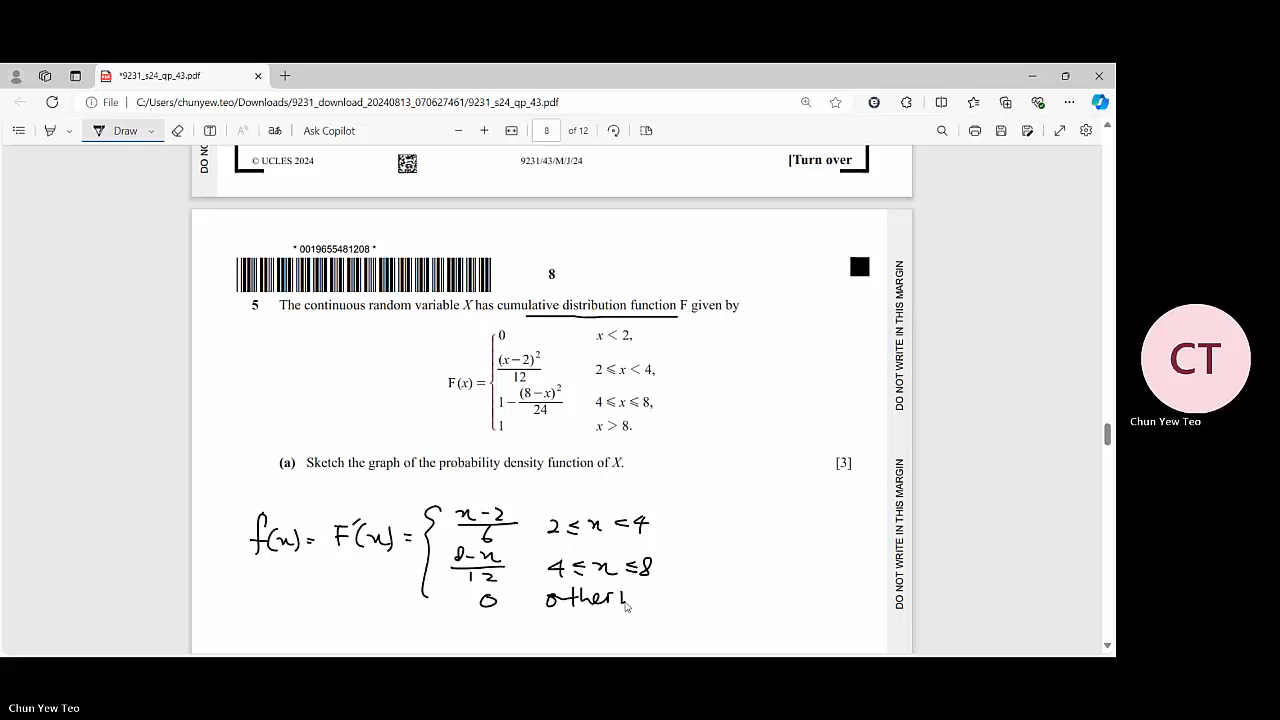 *9231_s24_qp_43.pdf
File C:/Users/chunyew.teo/Downloads/9231_download_20240813_070627461/9231_s24_qp_43.pdf
Draw Ask Copilot 8 of 12
DO NO
© UCLES 2024 9231/43/M/J/24 [Turn over
* 0019655481208 *
8
5 The continuous random variable X has cumulative distribution function F given by
F(x) = { 0 x < 2,
(x−2)²/12 2 ⩽ x < 4,
1 − (8−x)²/24 4 ⩽ x ⩽ 8,
1 x > 8.
(a) Sketch the graph of the probability density function of X. [3]
f(x) = F'(x) = { x-2/6 2 ≤ x < 4
8-x/12 4 ≤ x ≤ 8
0 other
DO NOT WRITE IN THIS MARGIN
DO NOT WRITE IN THIS MARGIN
CT
Chun Yew Teo
Chun Yew Teo